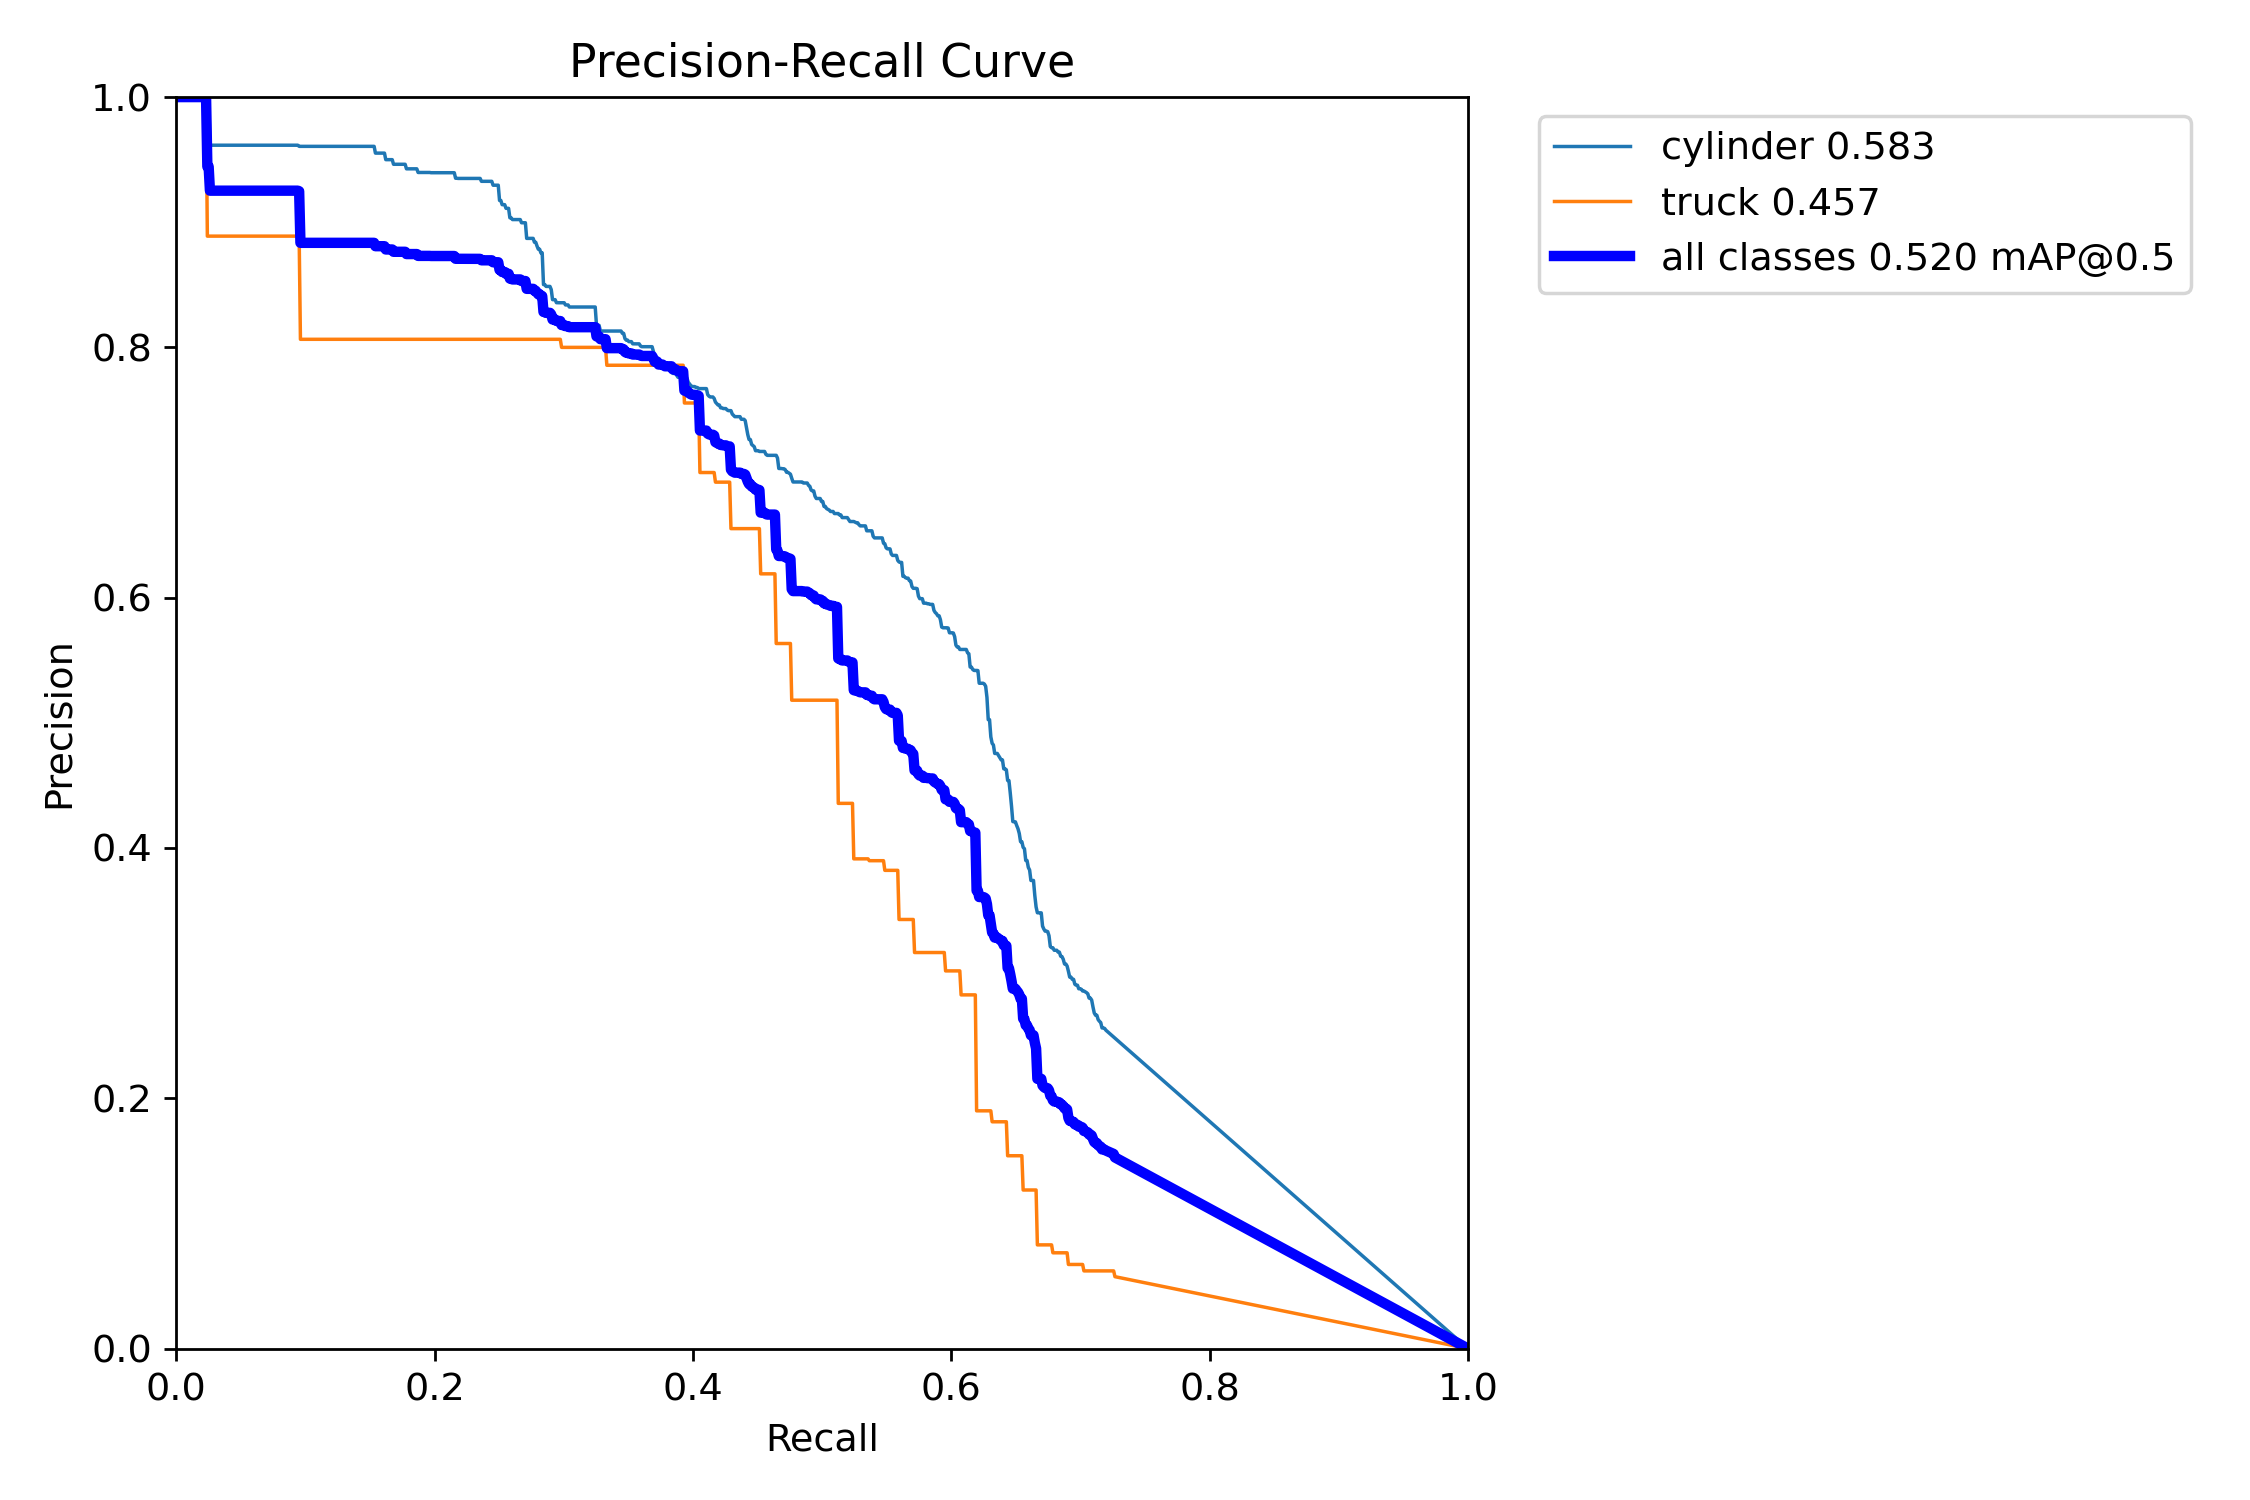 Precision-Recall Curve
1.0
0.8
0.6
0.4
0.2
0.0
Precision
0.0 0.2 0.4 0.6 0.8 1.0
Recall
cylinder 0.583
truck 0.457
all classes 0.520 mAP@0.5